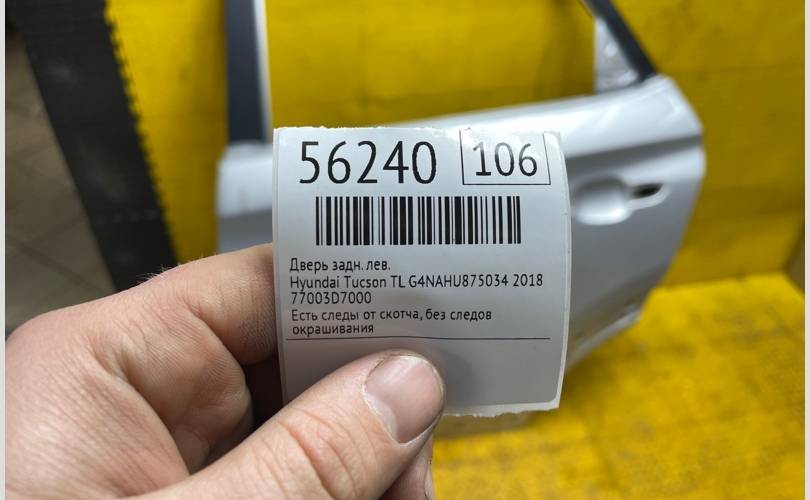 56240 106
Дверь задн. лев.
Hyundai Tucson TL G4NAHU875034 2018
77003D7000
Есть следы от скотча, без следов
окрашивания